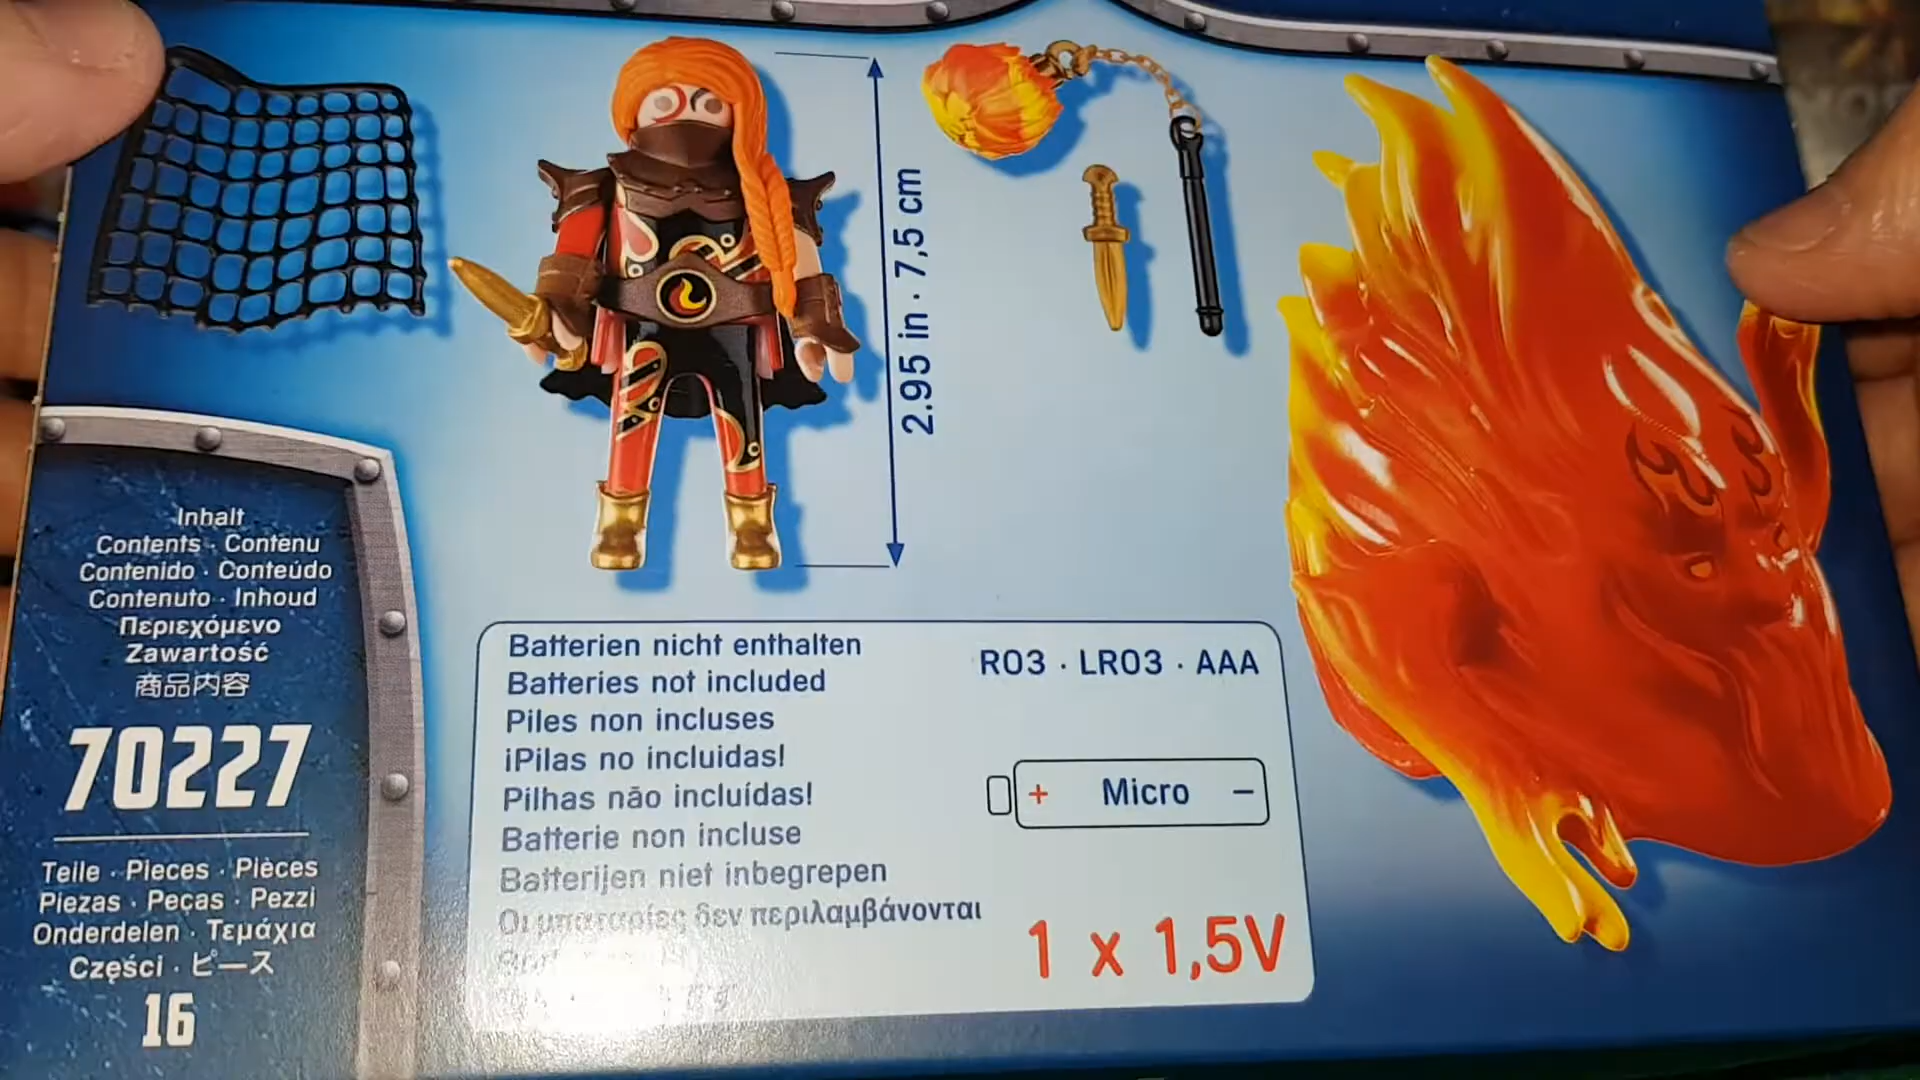 2.95 in · 7,5 cm
Inhalt
Contents · Contenu
Contenido · Conteúdo
Contenuto · Inhoud
Περιεχόμενο
Zawartość
商品内容
70227
Teile · Pieces · Pièces
Piezas · Peças · Pezzi
Onderdelen · Τεμάχια
Części · ピース
16
Batterien nicht enthalten
Batteries not included
Piles non incluses
¡Pilas no incluidas!
Pilhas não incluídas!
Batterie non incluse
Batterijen niet inbegrepen
Οι μπαταρίες δεν περιλαμβάνονται
R03 · LR03 · AAA
+ Micro −
1 x 1,5V